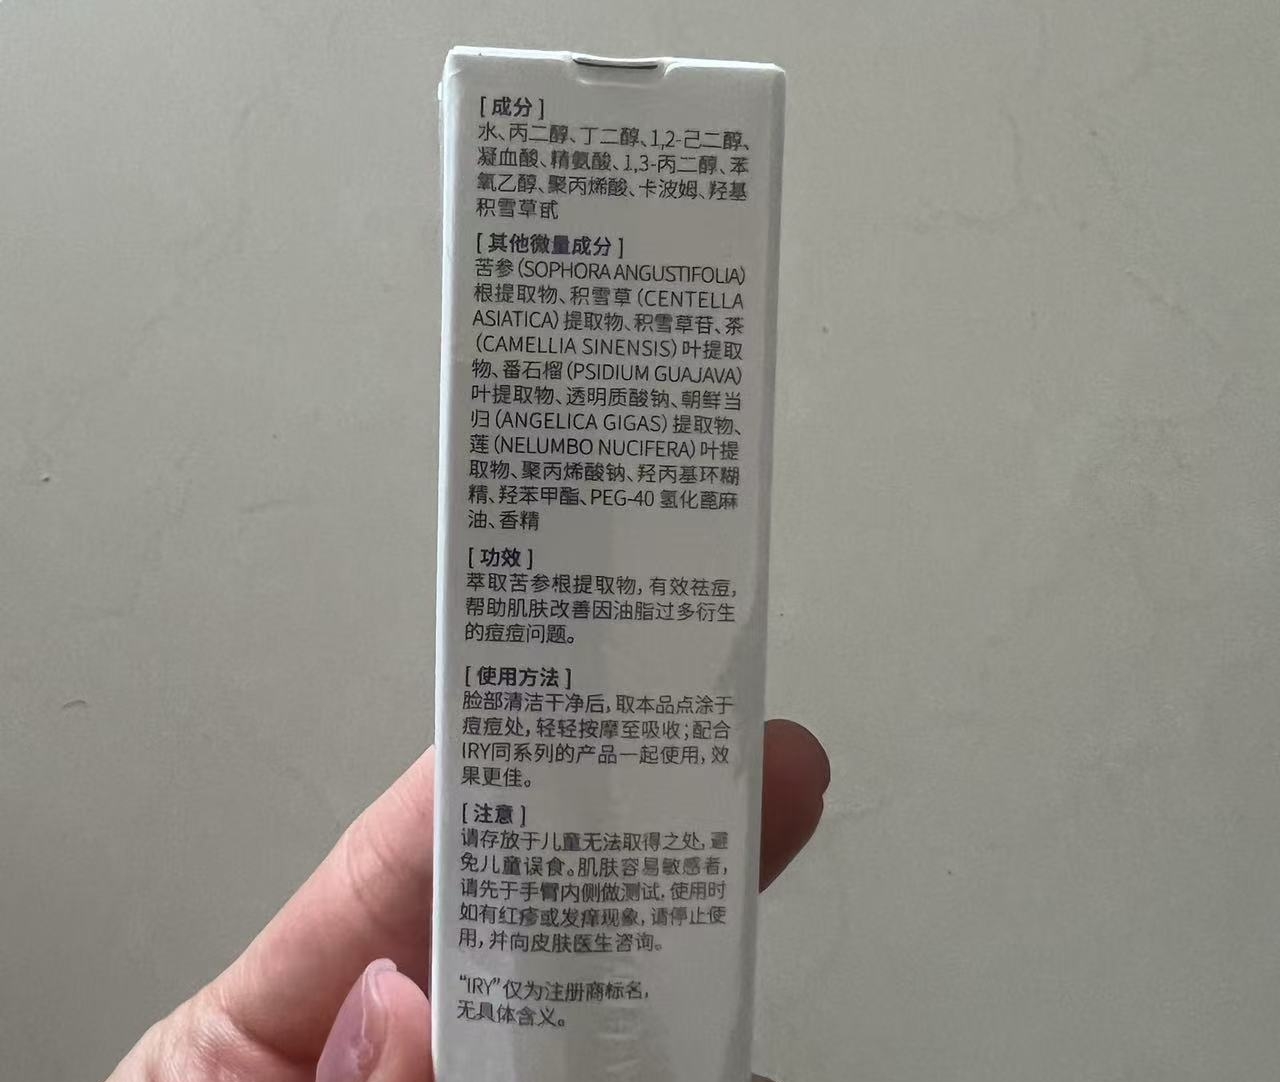 [ 成分 ]
水、丙二醇、丁二醇、1,2-己二醇、
凝血酸、精氨酸、1,3-丙二醇、苯
氧乙醇、聚丙烯酸、卡波姆、羟基
积雪草甙
[ 其他微量成分 ]
苦参(SOPHORA ANGUSTIFOLIA)
根提取物、积雪草(CENTELLA
ASIATICA)提取物、积雪草苷、茶
(CAMELLIA SINENSIS)叶提取
物、番石榴(PSIDIUM GUAJAVA)
叶提取物、透明质酸钠、朝鲜当
归(ANGELICA GIGAS)提取物、
莲(NELUMBO NUCIFERA)叶提
取物、聚丙烯酸钠、羟丙基环糊
精、羟苯甲酯、PEG-40 氢化蓖麻
油、香精
[ 功效 ]
萃取苦参根提取物,有效祛痘,
帮助肌肤改善因油脂过多衍生
的痘痘问题。
[ 使用方法 ]
脸部清洁干净后,取本品点涂于
痘痘处,轻轻按摩至吸收;配合
IRY同系列的产品一起使用,效
果更佳。
[ 注意 ]
请存放于儿童无法取得之处,避
免儿童误食。肌肤容易敏感者,
请先于手臂内侧做测试,使用时
如有红疹或发痒现象,请停止使
用,并向皮肤医生咨询。
“IRY”仅为注册商标名,
无具体含义。